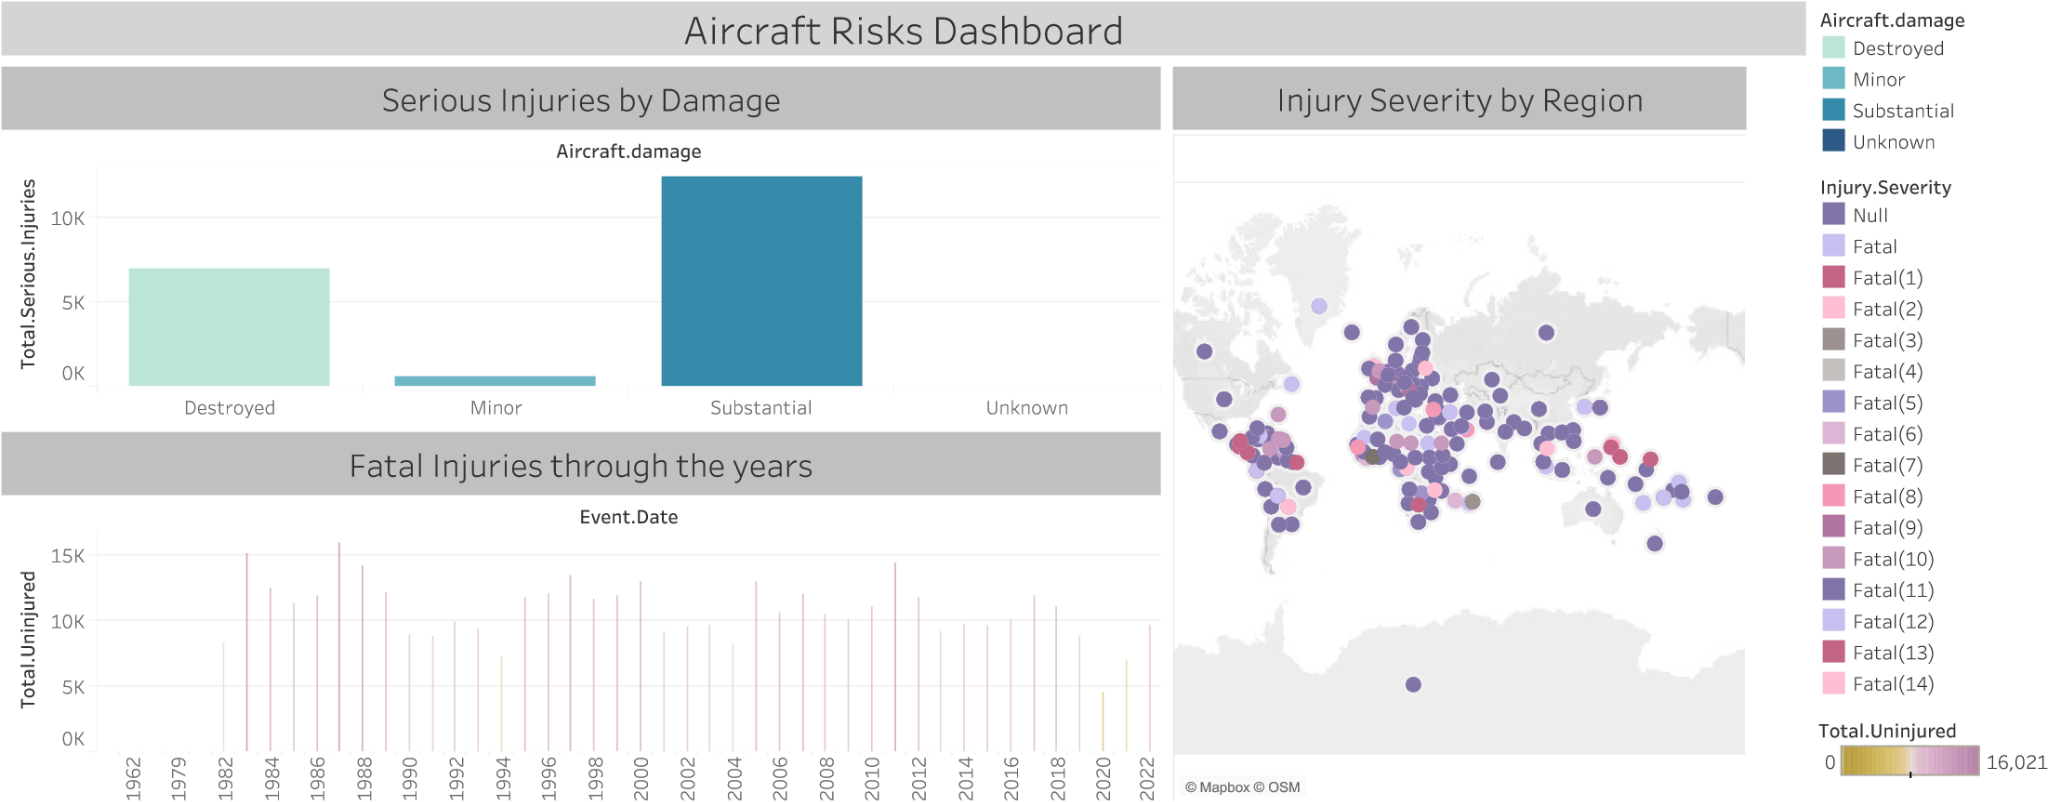 Aircraft Risks Dashboard
Serious Injuries by Damage
Aircraft.damage
Total.Serious.Injuries
10K
5K
0K
Destroyed
Minor
Substantial
Unknown
Fatal Injuries through the years
Event.Date
Total.Uninjured
15K
10K
5K
0K
1962
1979
1982
1984
1986
1988
1990
1992
1994
1996
1998
2000
2002
2004
2006
2008
2010
2012
2014
2016
2018
2020
2022
Injury Severity by Region
© Mapbox © OSM
Aircraft.damage
Destroyed
Minor
Substantial
Unknown
Injury.Severity
Null
Fatal
Fatal(1)
Fatal(2)
Fatal(3)
Fatal(4)
Fatal(5)
Fatal(6)
Fatal(7)
Fatal(8)
Fatal(9)
Fatal(10)
Fatal(11)
Fatal(12)
Fatal(13)
Fatal(14)
Total.Uninjured
0
16,021